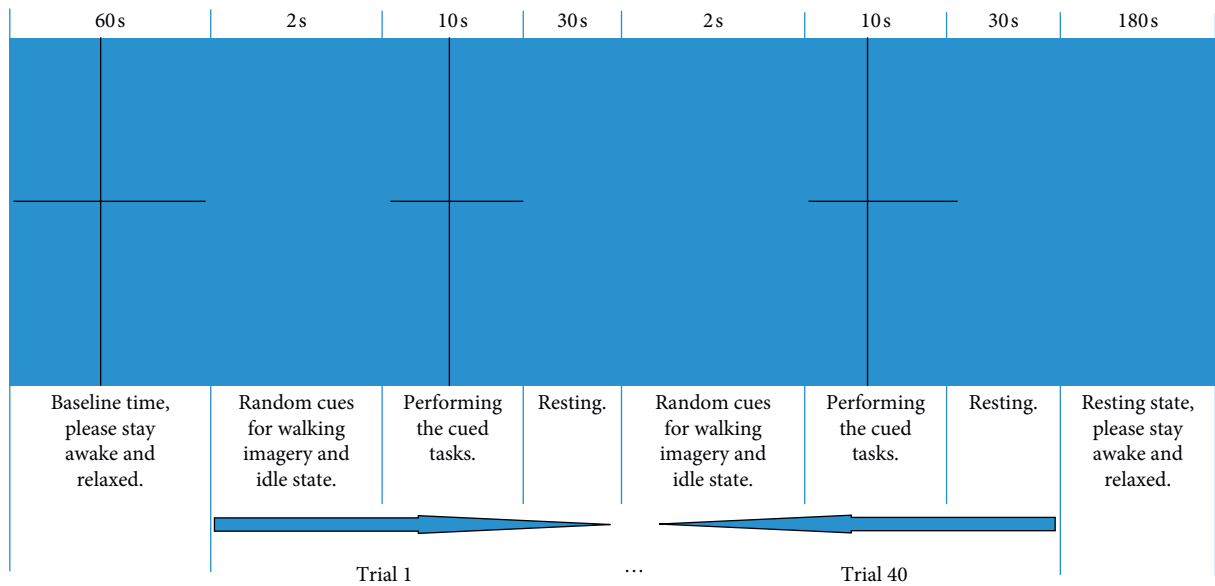 60 s
2 s
10 s
30 s
2 s
10 s
30 s
180 s
Baseline time,
please stay
awake and
relaxed.
Random cues
for walking
imagery and
idle state.
Performing
the cued
tasks.
Resting.
Random cues
for walking
imagery and
idle state.
Performing
the cued
tasks.
Resting.
Resting state,
please stay
awake and
relaxed.
Trial 1
...
Trial 40